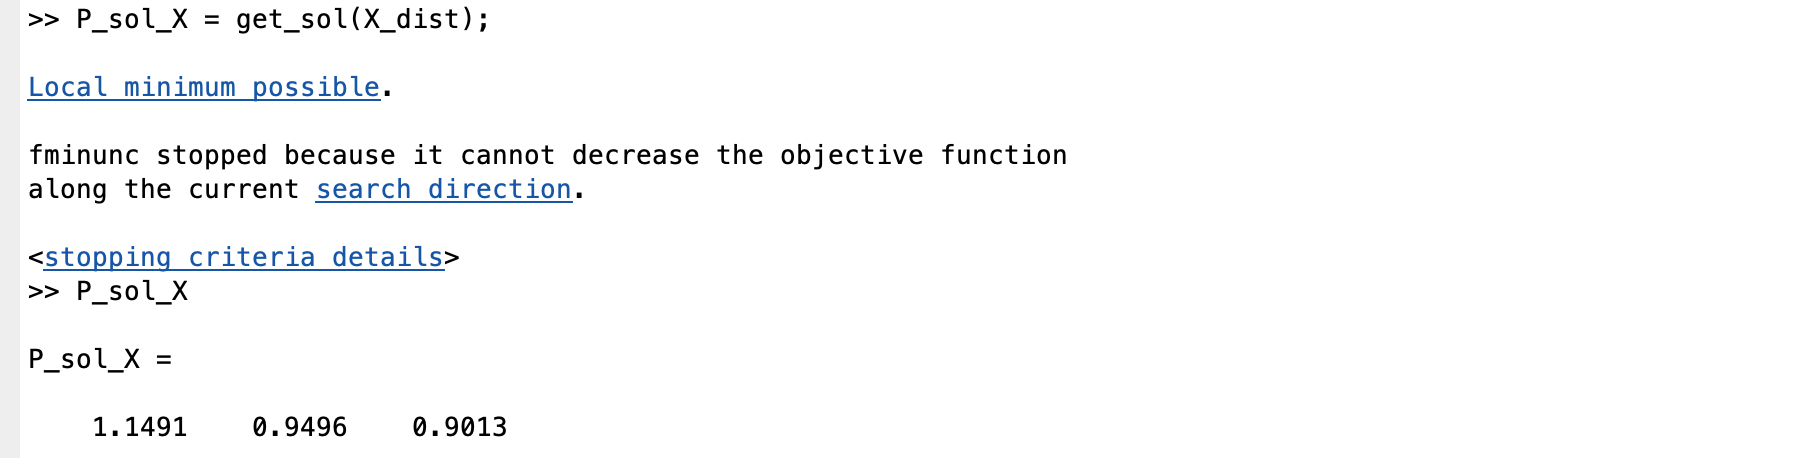 >> P_sol_X = get_sol(X_dist);
Local minimum possible.
fminunc stopped because it cannot decrease the objective function
along the current search direction.
<stopping criteria details>
>> P_sol_X
P_sol_X =
1.1491    0.9496    0.9013